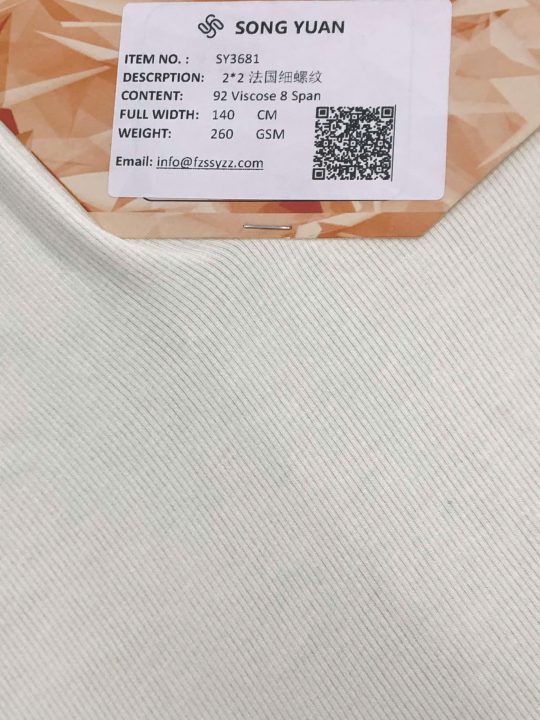 SONG YUAN
ITEM NO. : SY3681
DESCRPTION: 2*2 法国细螺纹
CONTENT: 92 Viscose 8 Span
FULL WIDTH: 140 CM
WEIGHT: 260 GSM
Email: info@fzssyzz.com